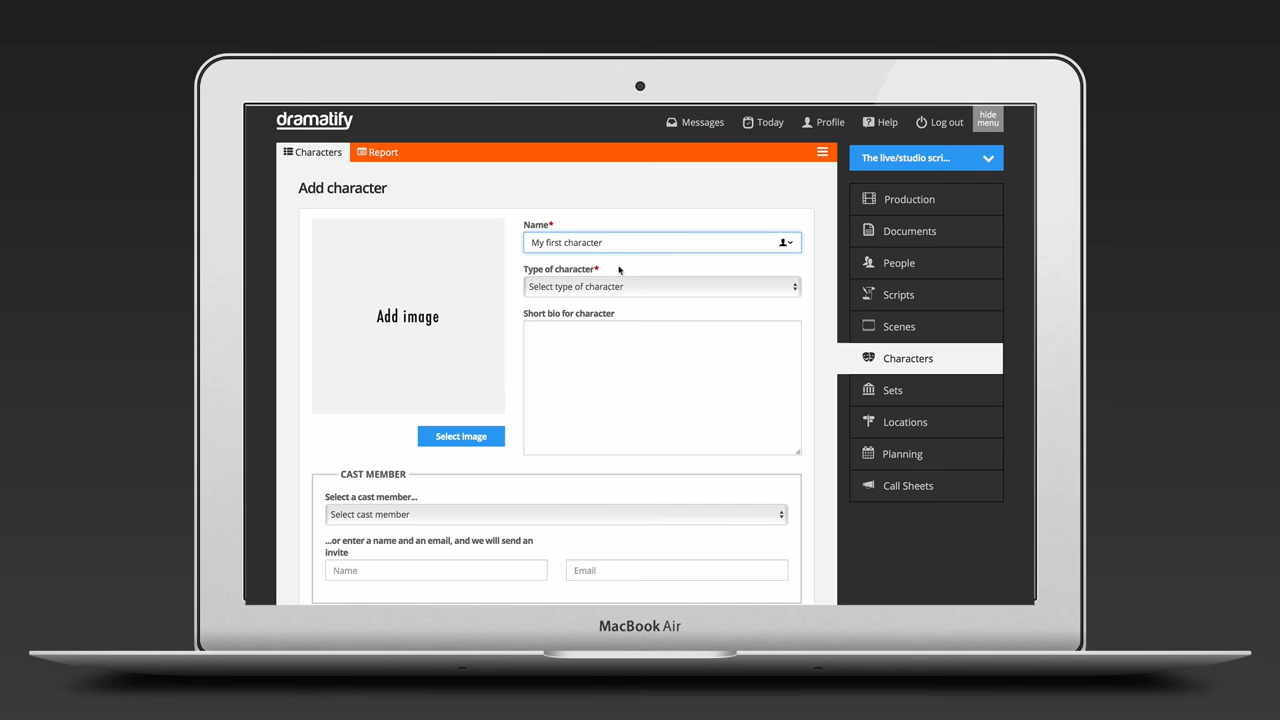 dramatify
Messages
Today
Profile
Help
Log out
hide
menu
Characters
Report
The live/studio scri...
Add character
Production
Documents
People
Scripts
Scenes
Characters
Sets
Locations
Planning
Call Sheets
Add image
Select image
Name*
My first character
Type of character*
Select type of character
Short bio for character
CAST MEMBER
Select a cast member...
Select cast member
...or enter a name and an email, and we will send an
invite
Name
Email
MacBook Air